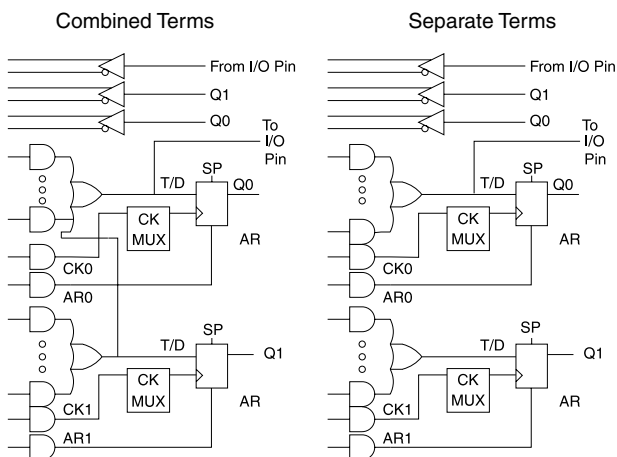 Combined Terms
From I/O Pin
Q1
Q0
To
I/O
Pin
SP
T/D
Q0
CK
MUX
AR
CK0
AR0
SP
T/D
Q1
CK
MUX
AR
CK1
AR1
Separate Terms
From I/O Pin
Q1
Q0
To
I/O
Pin
SP
T/D
Q0
CK
MUX
AR
CK0
AR0
SP
T/D
Q1
CK
MUX
AR
CK1
AR1